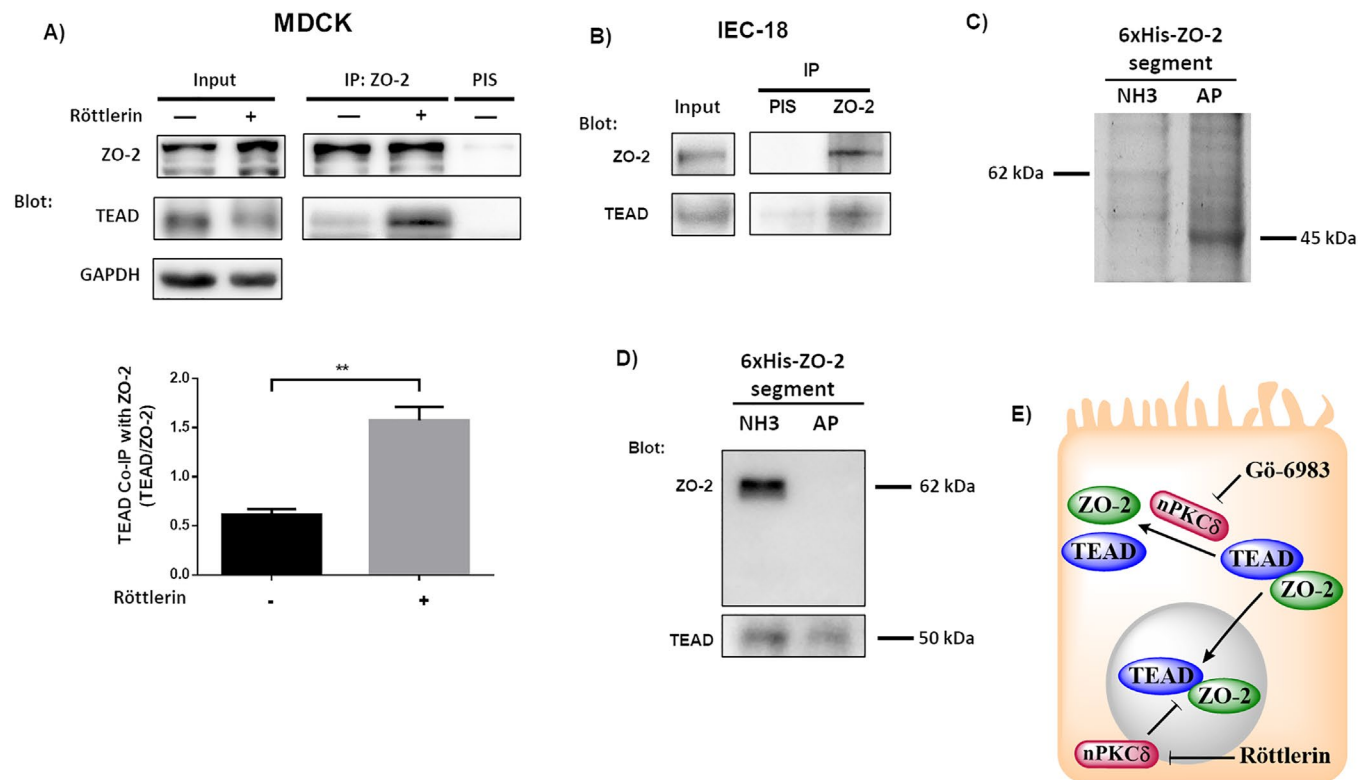 A)
MDCK
Input
IP: ZO-2
PIS
Röttlerin
—
+
—
+
—
ZO-2
Blot:
TEAD
GAPDH
TEAD Co-IP with ZO-2
(TEAD/ZO-2)
2.0
1.5
1.0
0.5
0.0
**
Röttlerin
-
+
B)
IEC-18
IP
Input
PIS
ZO-2
Blot:
ZO-2
TEAD
C)
6xHis-ZO-2
segment
NH3
AP
62 kDa
45 kDa
D)
6xHis-ZO-2
segment
NH3
AP
Blot:
ZO-2
62 kDa
TEAD
50 kDa
E)
Gö-6983
ZO-2
nPKCδ
TEAD
TEAD
ZO-2
TEAD
ZO-2
nPKCδ
Röttlerin